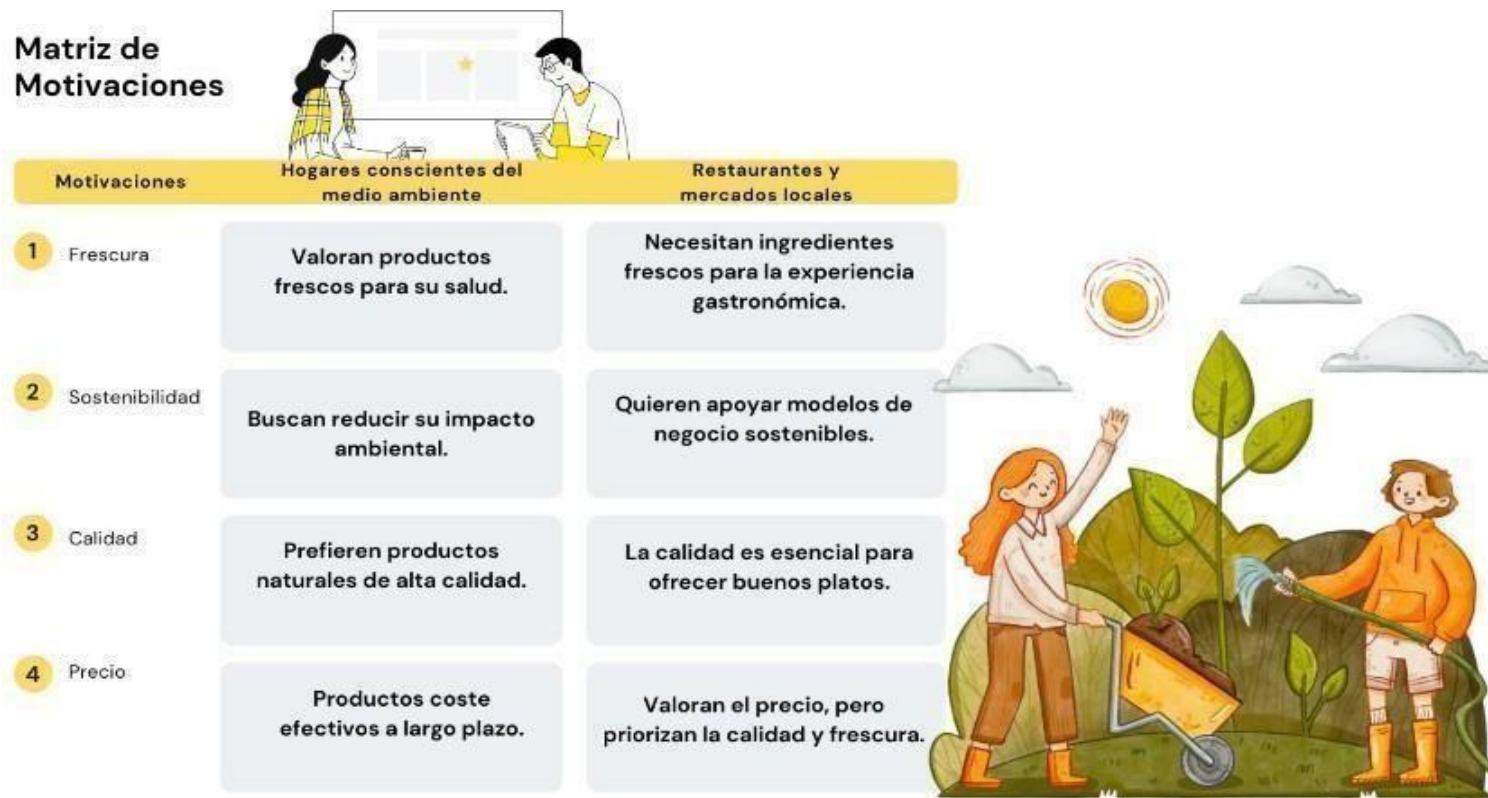 Matriz de
Motivaciones
Motivaciones
Hogares conscientes del
medio ambiente
Restaurantes y
mercados locales
1
Frescura
Valoran productos
frescos para su salud.
Necesitan ingredientes
frescos para la experiencia
gastronómica.
2
Sostenibilidad
Buscan reducir su impacto
ambiental.
Quieren apoyar modelos de
negocio sostenibles.
3
Calidad
Prefieren productos
naturales de alta calidad.
La calidad es esencial para
ofrecer buenos platos.
4
Precio
Productos coste
efectivos a largo plazo.
Valoran el precio, pero
priorizan la calidad y frescura.